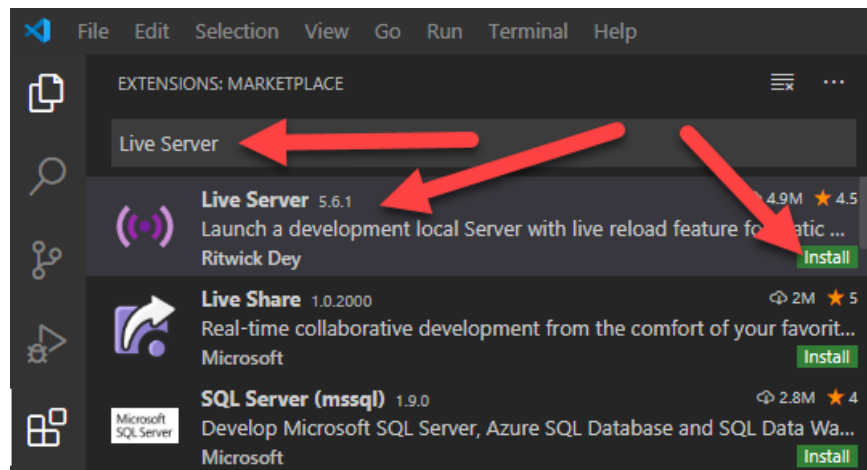 File Edit Selection View Go Run Terminal Help
EXTENSIONS: MARKETPLACE
Live Server
Live Server 5.6.1 4.9M 4.5
Launch a development local Server with live reload feature ...
Ritwick Dey Install
Live Share 1.0.2000 2M 5
Real-time collaborative development from the comfort of your favorit...
Microsoft Install
SQL Server (mssql) 1.9.0 2.8M 4
Microsoft
SQL Server
Develop Microsoft SQL Server, Azure SQL Database and SQL Data Wa...
Microsoft Install